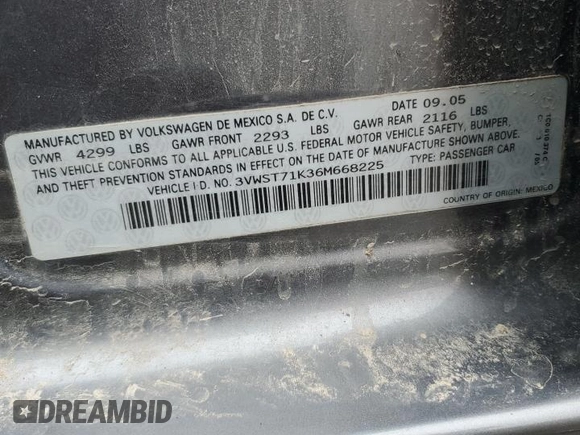 MANUFACTURED BY VOLKSWAGEN DE MEXICO S.A. DE C.V. DATE 09.05
GVWR 4299 LBS GAWR FRONT 2293 LBS GAWR REAR 2116 LBS
THIS VEHICLE CONFORMS TO ALL APPLICABLE U.S. FEDERAL MOTOR VEHICLE SAFETY, BUMPER,
AND THEFT PREVENTION STANDARDS IN EFFECT ON THE DATE OF MANUFACTURE SHOWN ABOVE.
VEHICLE I D. NO. 3VWST71K36M668225 TYPE: PASSENGER CAR
COUNTRY OF ORIGIN: MEXICO
DREAMBID